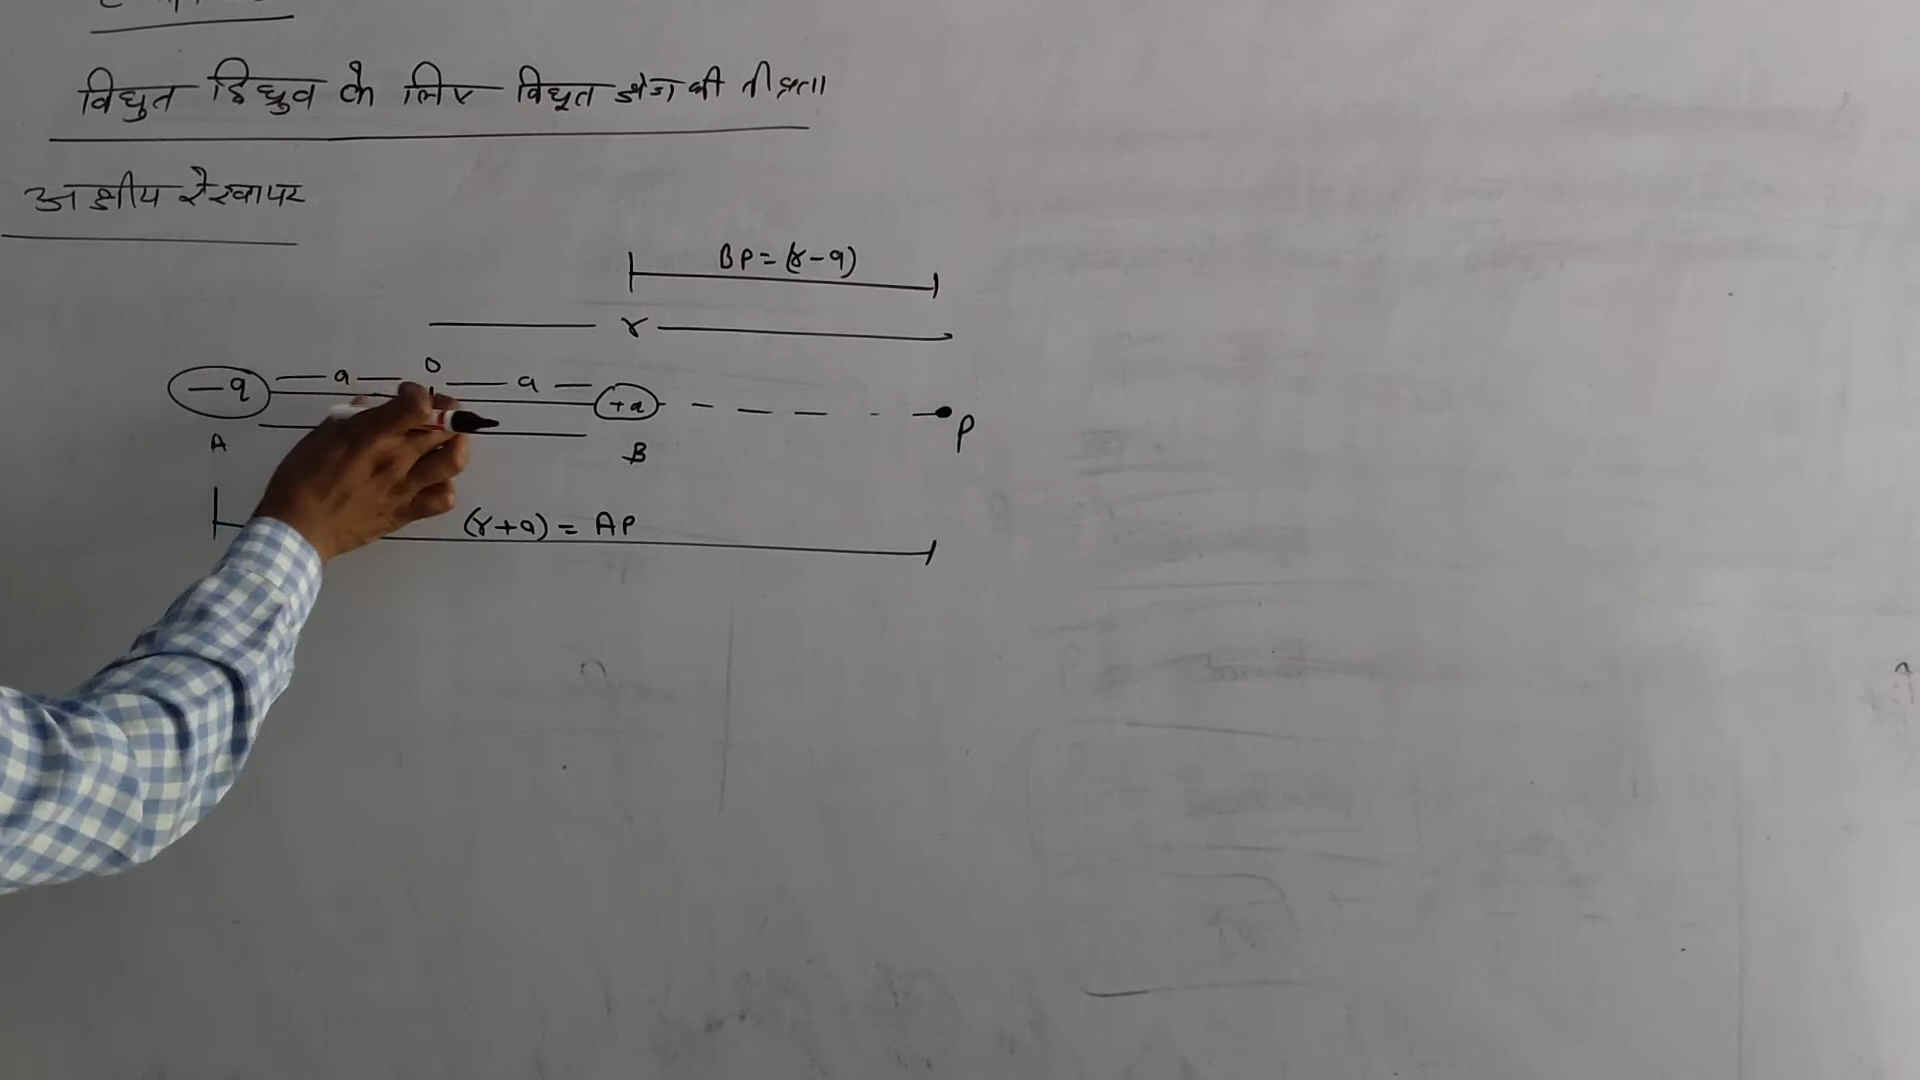 विद्युत द्विध्रुव के लिए विद्युत क्षेत्र की तीव्रता
अक्षीय रेखा पर
BP = (r-a)
r
O
—a— —a—
-q +q
P
A B
(r+a) = AP